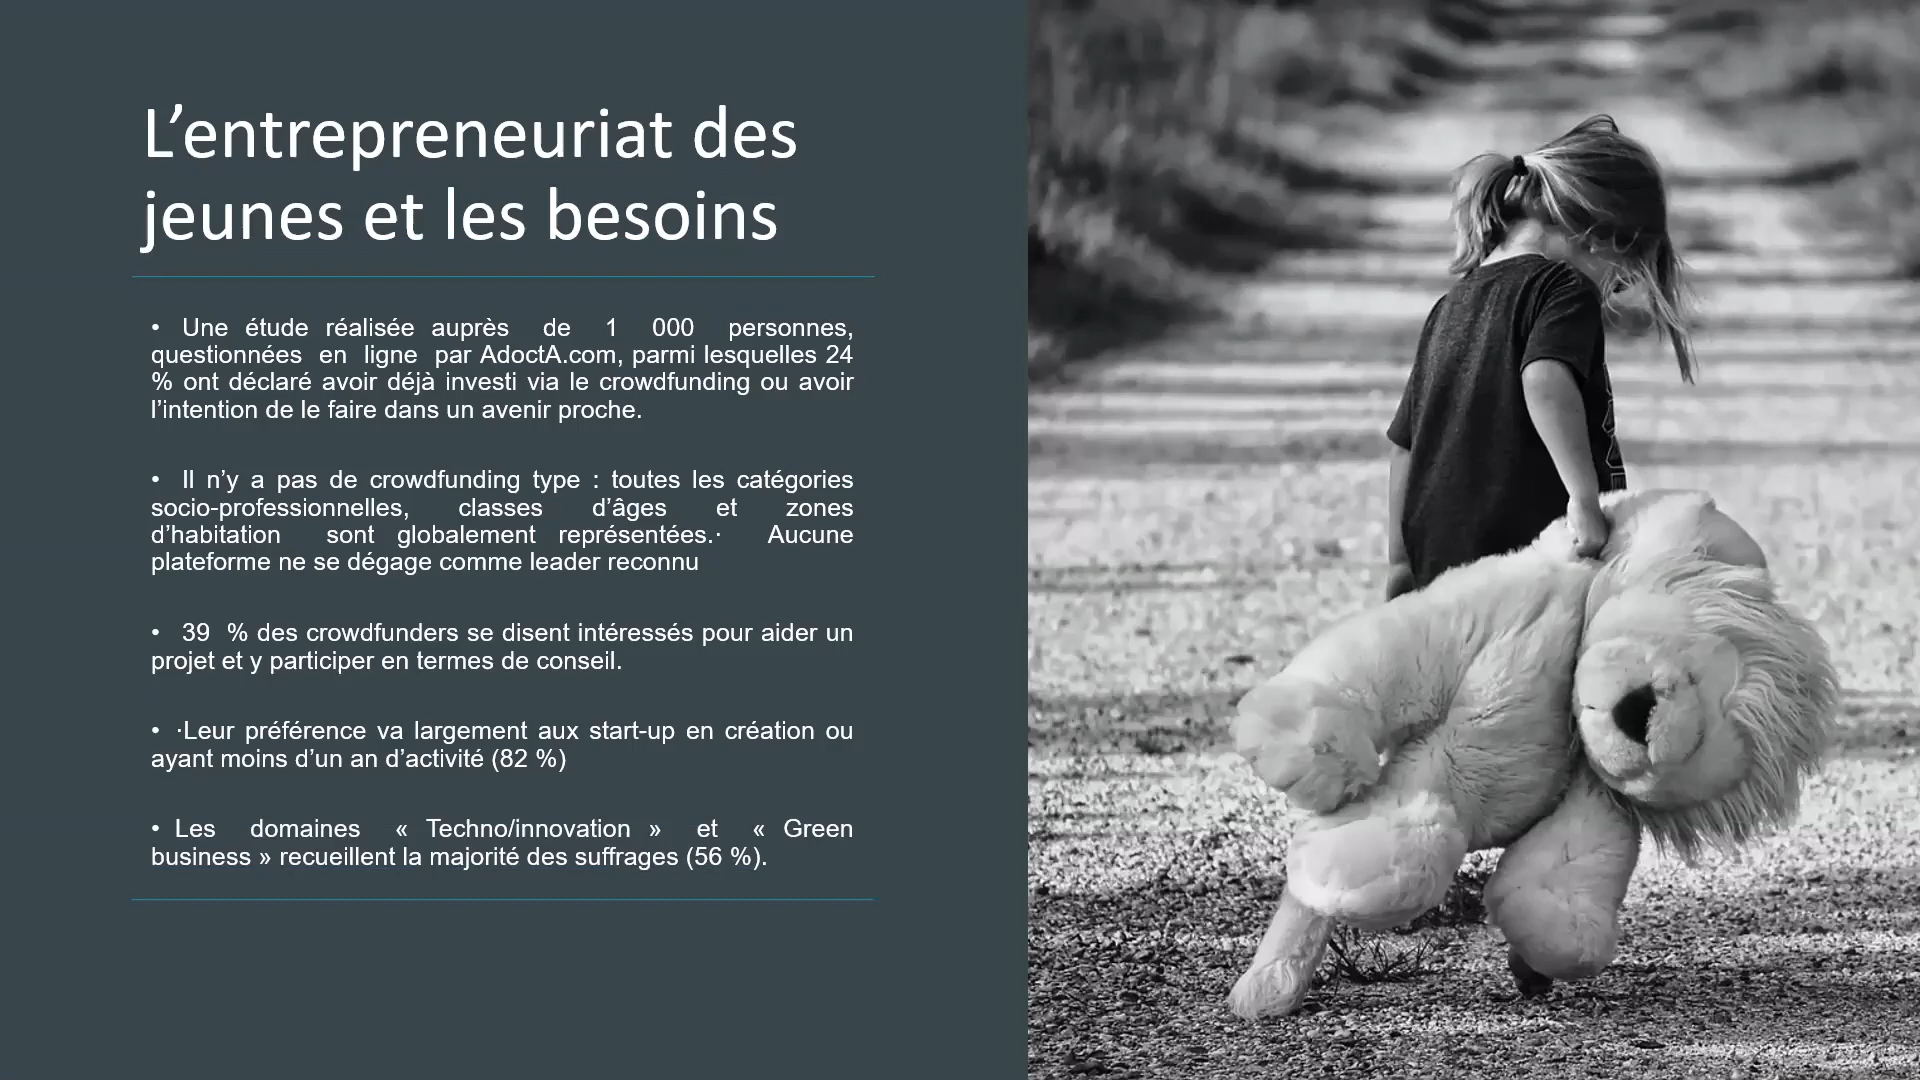 L’entrepreneuriat des
jeunes et les besoins
• Une étude réalisée auprès de 1 000 personnes,
questionnées en ligne par AdoctA.com, parmi lesquelles 24
% ont déclaré avoir déjà investi via le crowdfunding ou avoir
l’intention de le faire dans un avenir proche.
• Il n’y a pas de crowdfunding type : toutes les catégories
socio-professionnelles, classes d’âges et zones
d’habitation sont globalement représentées.· Aucune
plateforme ne se dégage comme leader reconnu
• 39 % des crowdfunders se disent intéressés pour aider un
projet et y participer en termes de conseil.
• ·Leur préférence va largement aux start-up en création ou
ayant moins d’un an d’activité (82 %)
• Les domaines « Techno/innovation » et « Green
business » recueillent la majorité des suffrages (56 %).